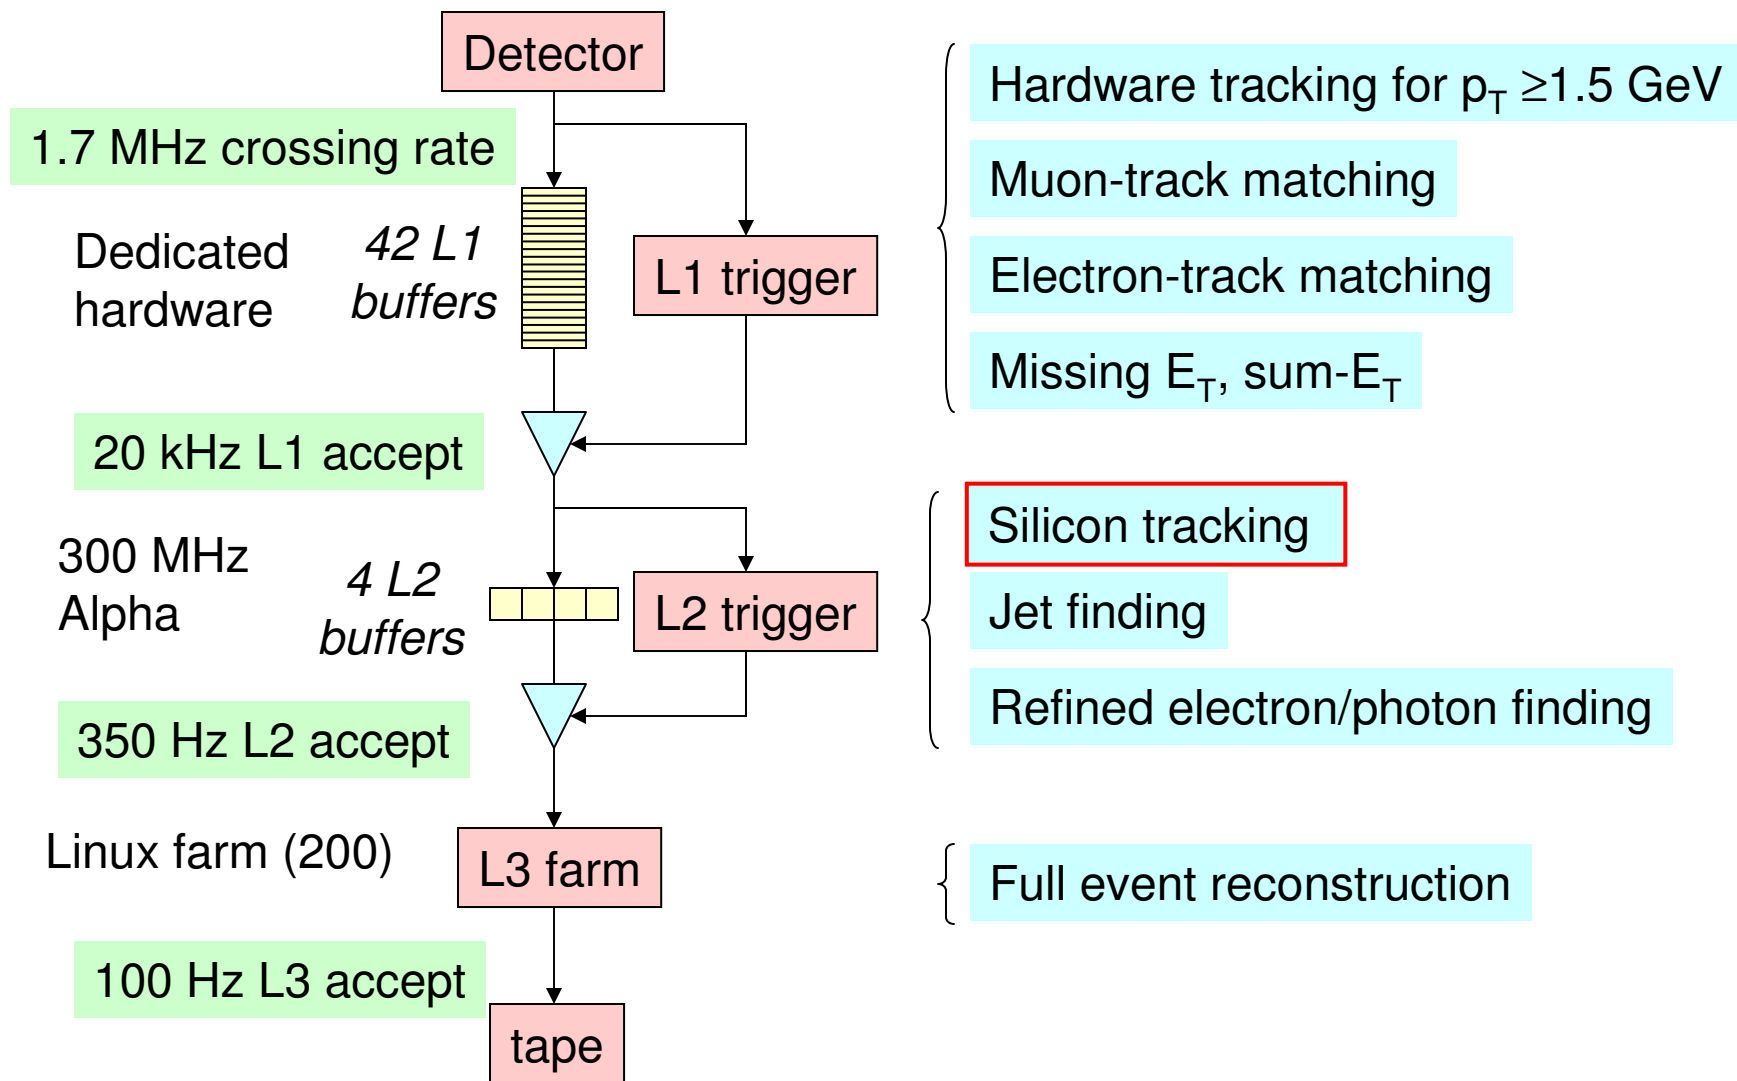 Detector
1.7 MHz crossing rate
Dedicated
hardware
42 L1
buffers
L1 trigger
Hardware tracking for pT ≥1.5 GeV
Muon-track matching
Electron-track matching
Missing ET, sum-ET
20 kHz L1 accept
300 MHz
Alpha
4 L2
buffers
L2 trigger
Silicon tracking
Jet finding
Refined electron/photon finding
350 Hz L2 accept
Linux farm (200)
L3 farm
Full event reconstruction
100 Hz L3 accept
tape